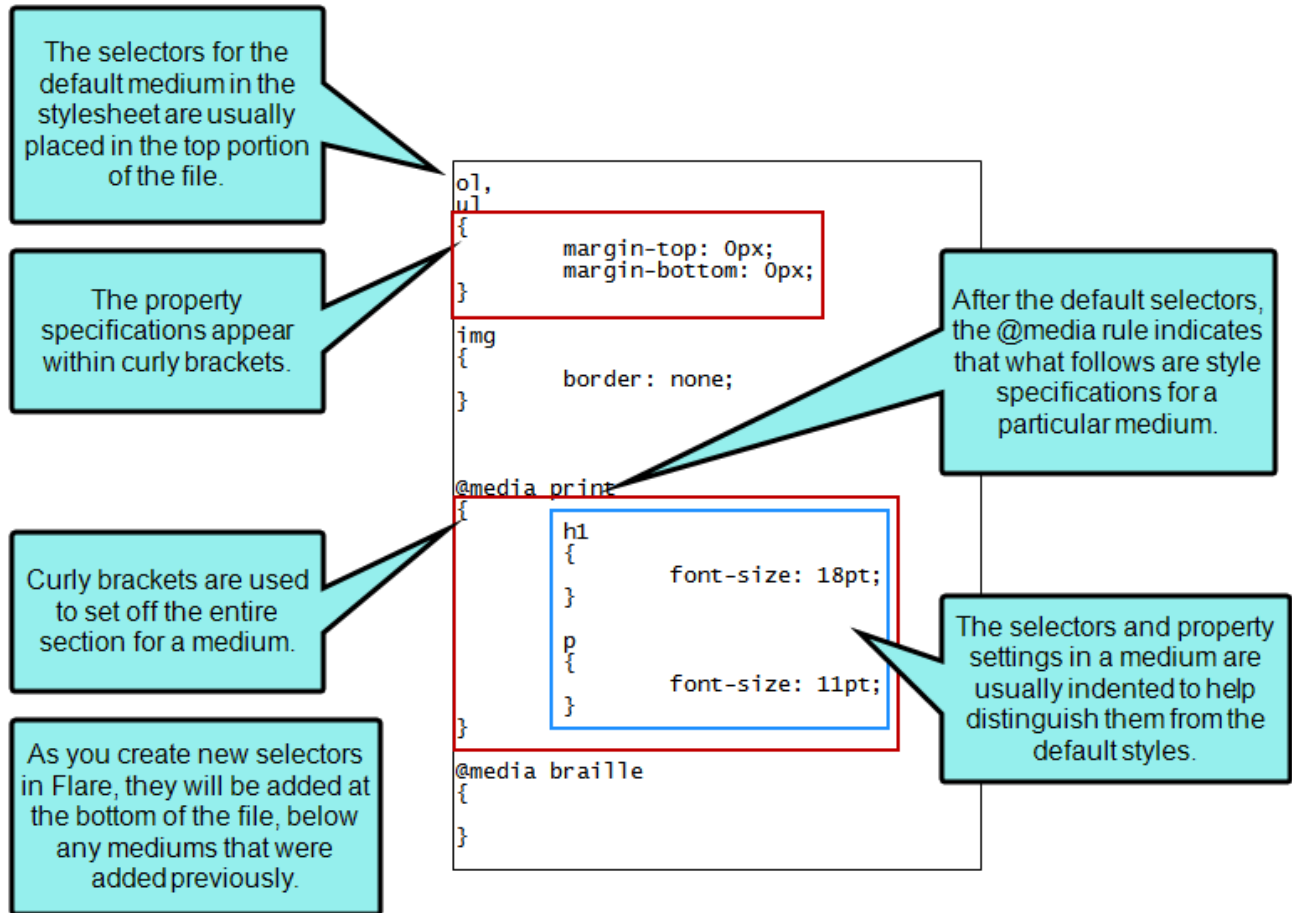 The selectors for the
default medium in the
stylesheet are usually
placed in the top portion
of the file.
The property
specifications appear
within curly brackets.
Curly brackets are used
to set off the entire
section for a medium.
As you create new selectors
in Flare, they will be added at
the bottom of the file, below
any mediums that were
added previously.
ol,
ul
{
margin-top: 0px;
margin-bottom: 0px;
}
img
{
border: none;
}
@media print
{
h1
{
font-size: 18pt;
}
p
{
font-size: 11pt;
}
}
@media braille
{
}
After the default selectors,
the @media rule indicates
that what follows are style
specifications for a
particular medium.
The selectors and property
settings in a medium are
usually indented to help
distinguish them from the
default styles.